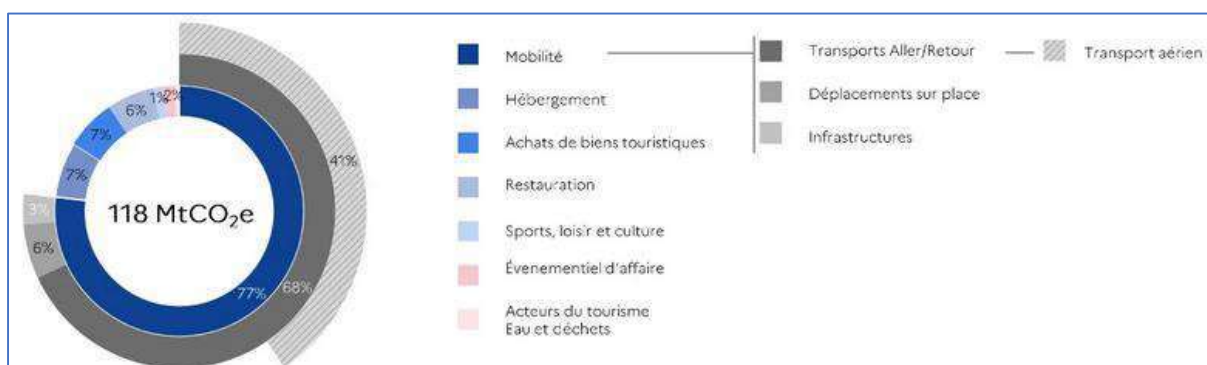 118 MtCO₂e
77%
68%
41%
6%
3%
7%
7%
6%
1%
2%
Mobilité
Hébergement
Achats de biens touristiques
Restauration
Sports, loisir et culture
Évenementiel d'affaire
Acteurs du tourisme
Eau et déchets
Transports Aller/Retour
Déplacements sur place
Infrastructures
Transport aérien